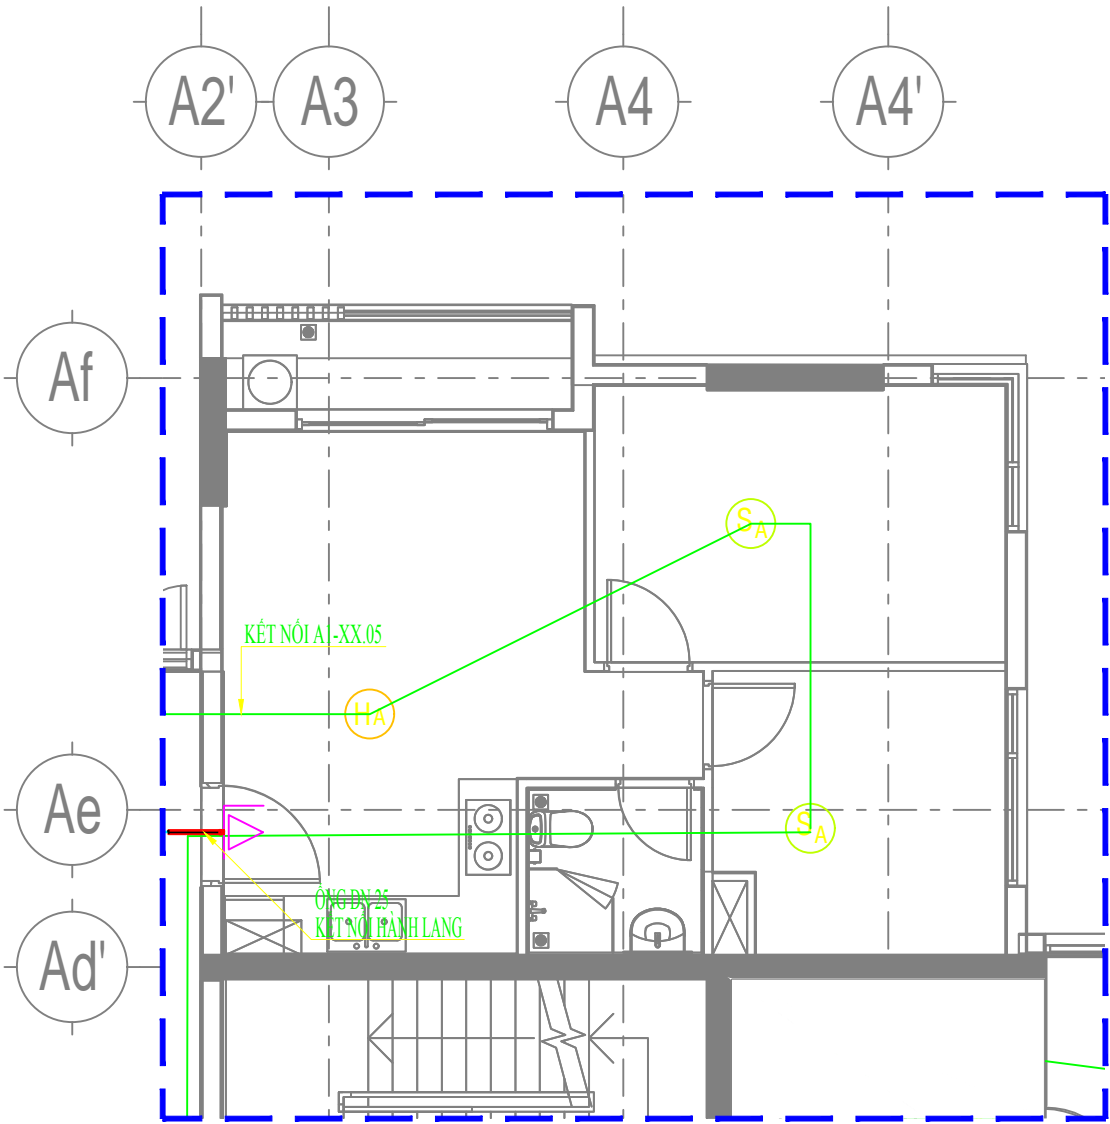 A2'
A3
A4
A4'
Af
SA
KẾT NỐI A1-XX.05
HA
Ae
SA
ỐNG DN 25
KẾT NỐI HÀNH LANG
Ad'